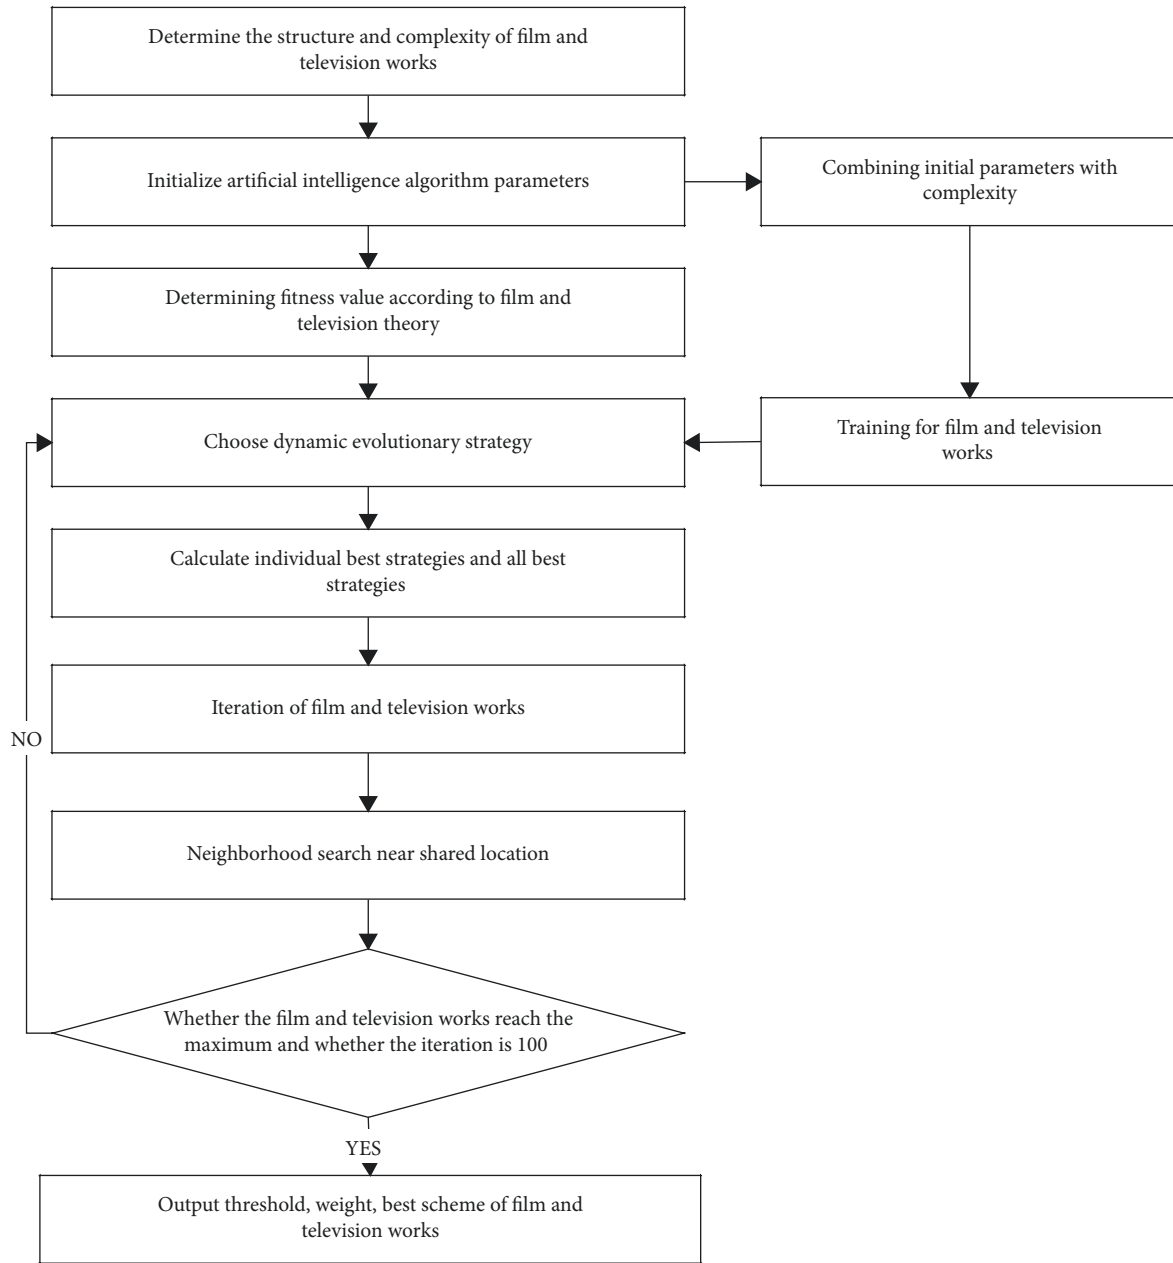 Determine the structure and complexity of film and
television works
Initialize artificial intelligence algorithm parameters
Combining initial parameters with
complexity
Determining fitness value according to film and
television theory
Choose dynamic evolutionary strategy
Training for film and television
works
Calculate individual best strategies and all best
strategies
Iteration of film and television works
NO
Neighborhood search near shared location
Whether the film and television works reach the
maximum and whether the iteration is 100
YES
Output threshold, weight, best scheme of film and
television works